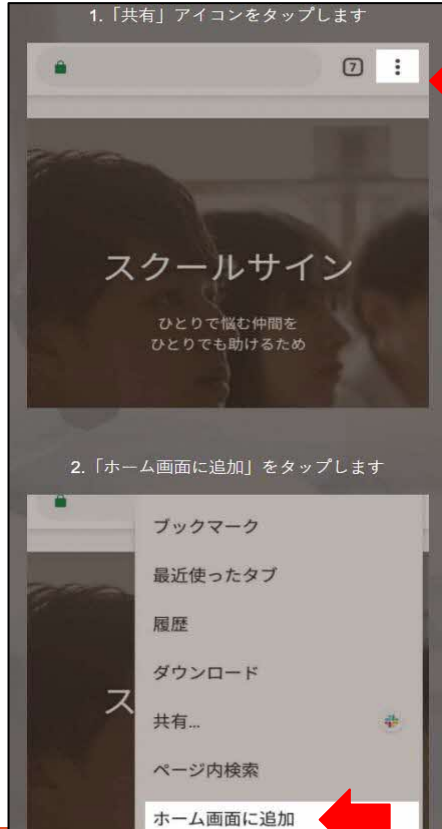 1.「共有」アイコンをタップします
7
スクールサイン
ひとりで悩む仲間を
ひとりでも助けるため
2.「ホーム画面に追加」をタップします
ブックマーク
最近使ったタブ
履歴
ダウンロード
ス
共有...
ページ内検索
ホーム画面に追加